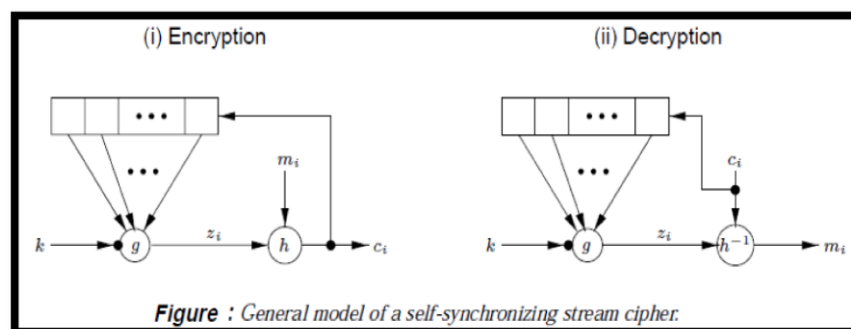 (i) Encryption
(ii) Decryption
• • •
• • •
• • •
m_i
• • •
c_i
k
g
z_i
h
c_i
k
g
z_i
h⁻¹
m_i
Figure : General model of a self-synchronizing stream cipher.